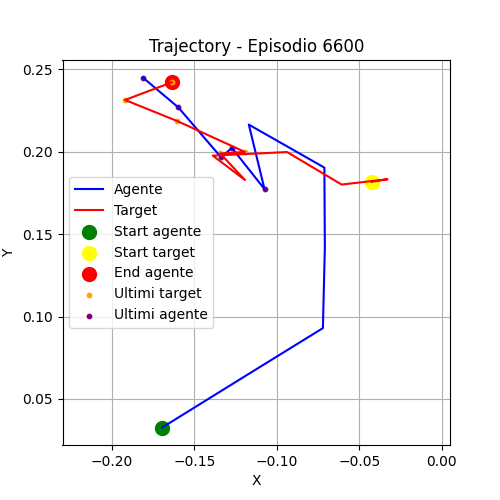 Trajectory - Episodio 6600
0.25
0.20
0.15
0.10
0.05
Y
Agente
Target
Start agente
Start target
End agente
Ultimi target
Ultimi agente
−0.20 −0.15 −0.10 −0.05 0.00
X